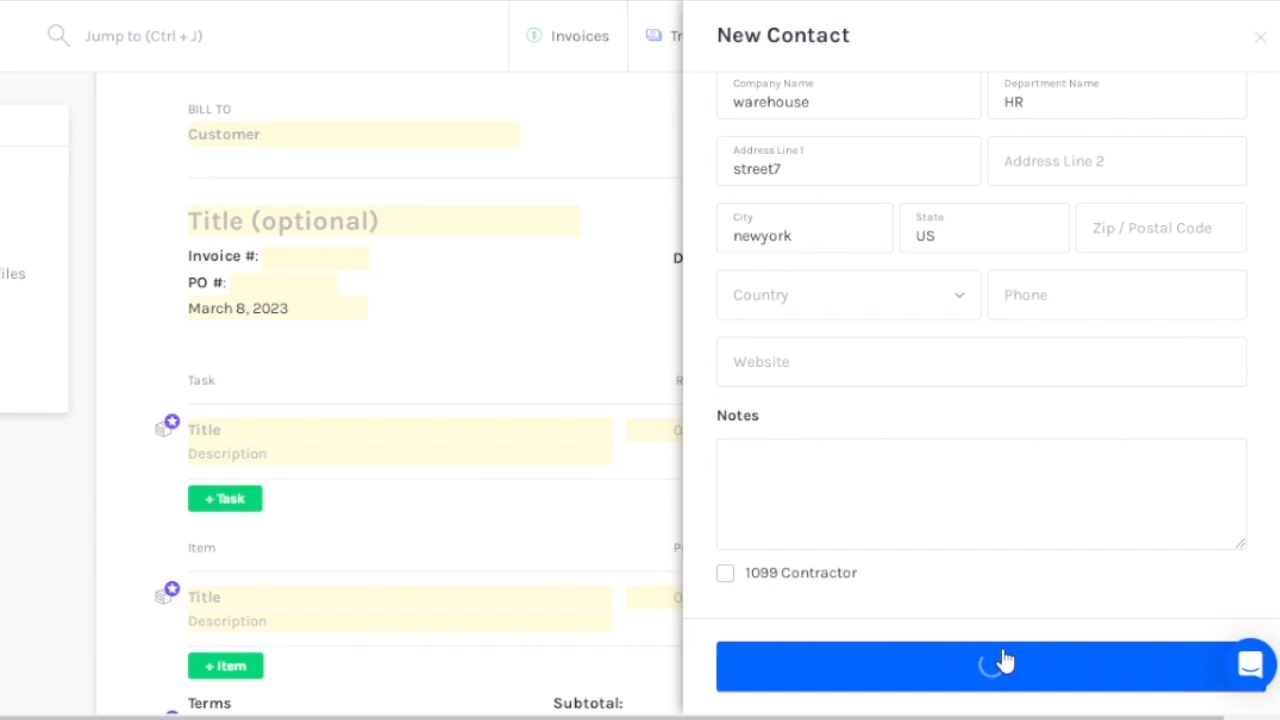 Jump to (Ctrl + J)
Invoices
New Contact
BILL TO
Customer
Title (optional)
Invoice #:
PO #:
March 8, 2023
Task
Title
Description
+ Task
Item
Title
Description
+ Item
Terms
Subtotal:
Company Name
warehouse
Department Name
HR
Address Line 1
street7
Address Line 2
City
newyork
State
US
Zip / Postal Code
Country
Phone
Website
Notes
1099 Contractor